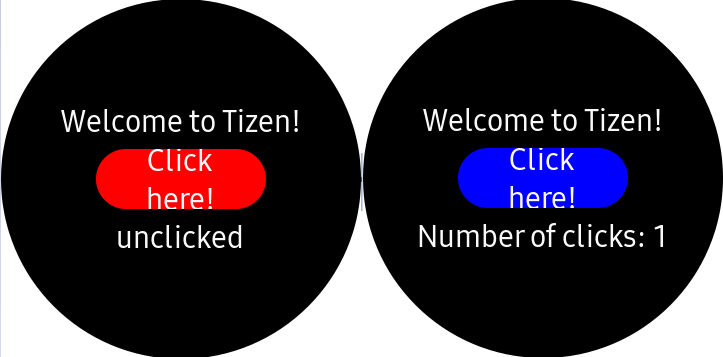 Welcome to Tizen!
Click
here!
unclicked
Welcome to Tizen!
Click
here!
Number of clicks: 1